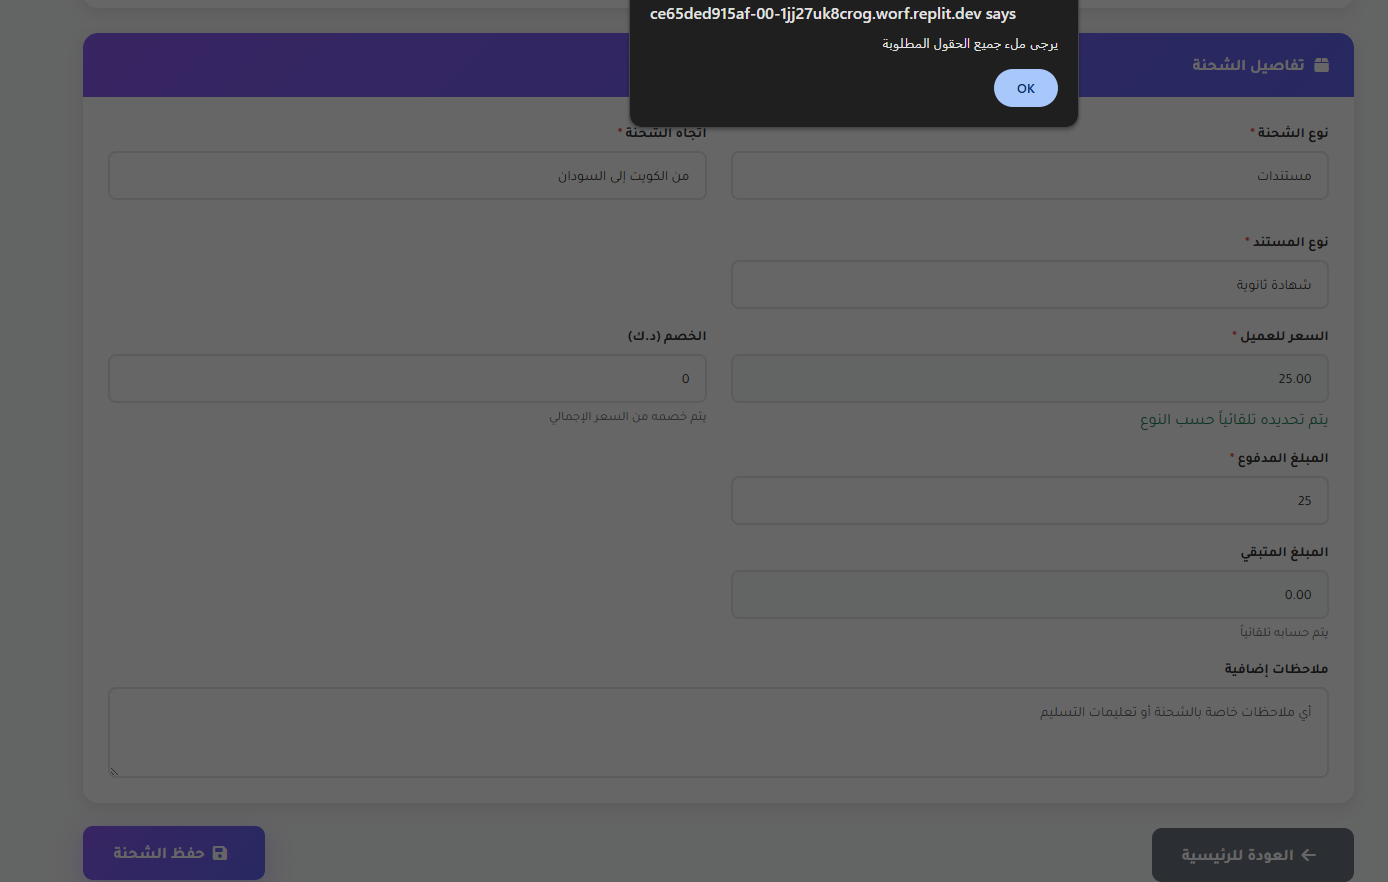 ce65ded915af-00-1jj27uk8crog.worf.replit.dev says
يرجى ملء جميع الحقول المطلوبة
OK
تفاصيل الشحنة
نوع الشحنة *
اتجاه الشحنة *
مستندات
من الكويت إلى السودان
نوع المستند *
شهادة ثانوية
السعر للعميل *
الخصم (د.ك)
25.00
0
يتم تحديده تلقائياً حسب النوع
يتم خصمه من السعر الإجمالي
المبلغ المدفوع *
25
المبلغ المتبقي
0.00
يتم حسابه تلقائياً
ملاحظات إضافية
أي ملاحظات خاصة بالشحنة أو تعليمات التسليم
العودة للرئيسية
حفظ الشحنة